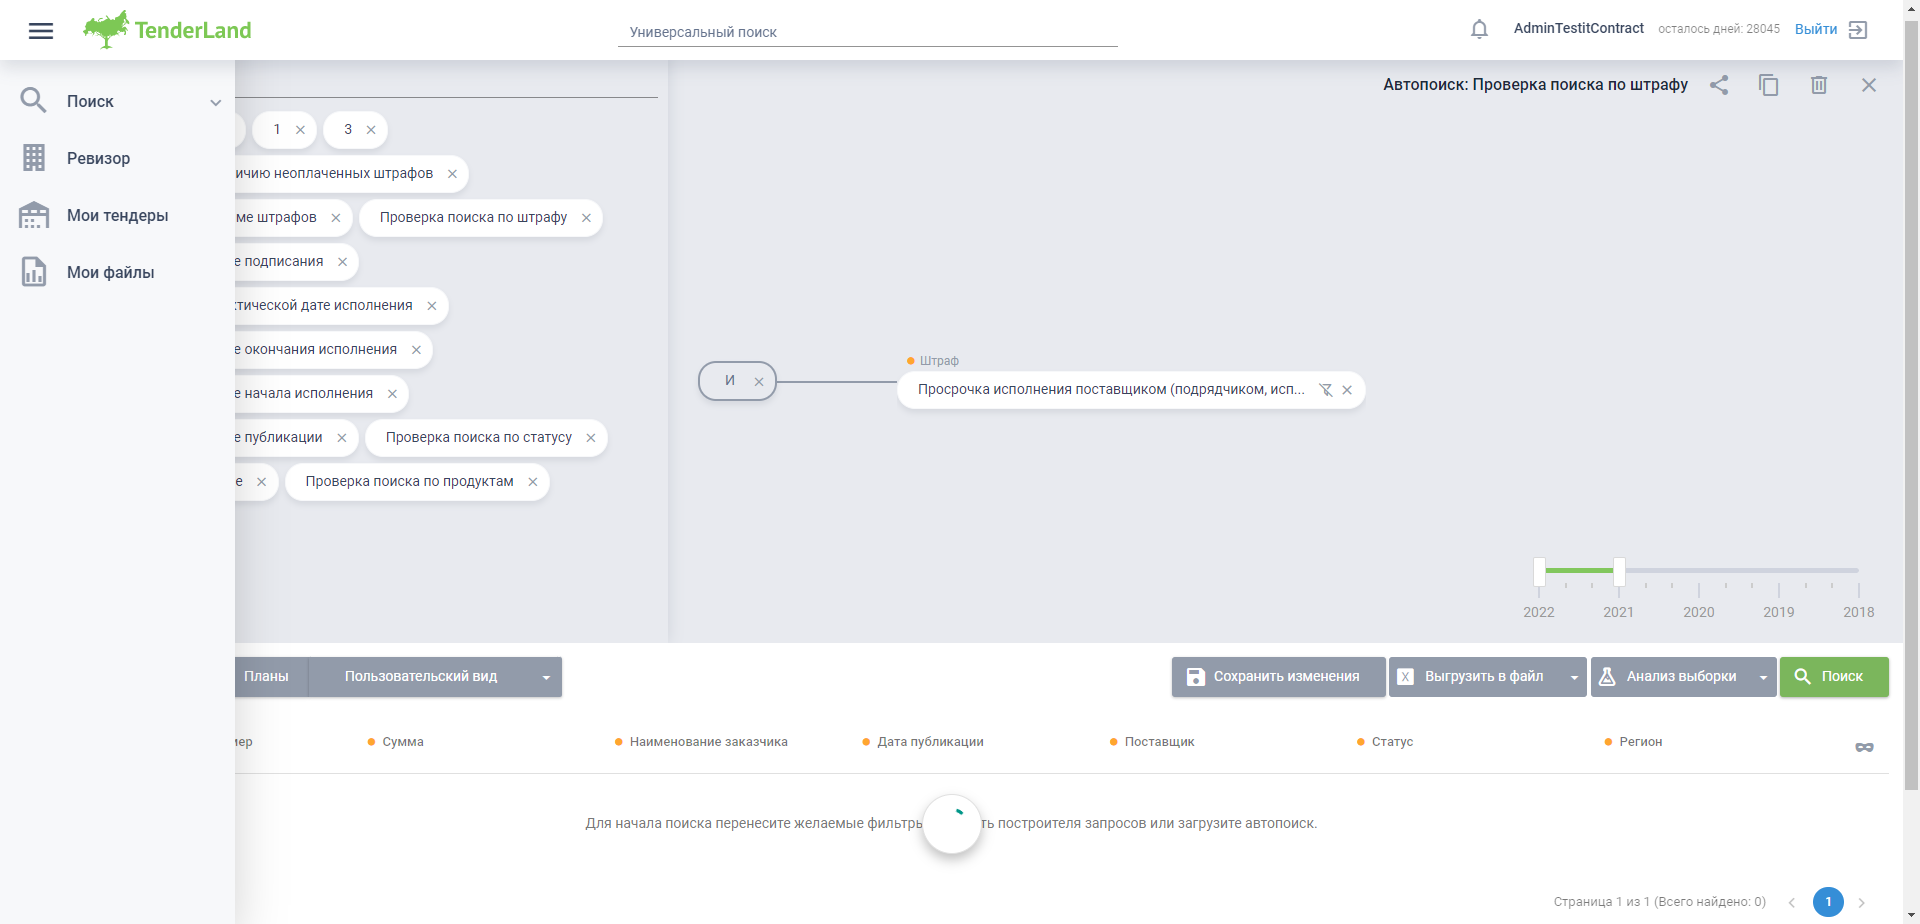 TenderLand
Универсальный поиск
AdminTestitContract
осталось дней: 28045
Выйти
Поиск
Ревизор
Мои тендеры
Мои файлы
1
3
ичию неоплаченных штрафов
ме штрафов
Проверка поиска по штрафу
е подписания
ктической дате исполнения
е окончания исполнения
е начала исполнения
е публикации
Проверка поиска по статусу
е
Проверка поиска по продуктам
Автопоиск: Проверка поиска по штрафу
И
Штраф
Просрочка исполнения поставщиком (подрядчиком, исп...
2022
2021
2020
2019
2018
Планы
Пользовательский вид
Сохранить изменения
X
Выгрузить в файл
Анализ выборки
Поиск
мер
Сумма
Наименование заказчика
Дата публикации
Поставщик
Статус
Регион
Для начала поиска перенесите желаемые фильтры ть построителя запросов или загрузите автопоиск.
Страница 1 из 1 (Всего найдено: 0)
1